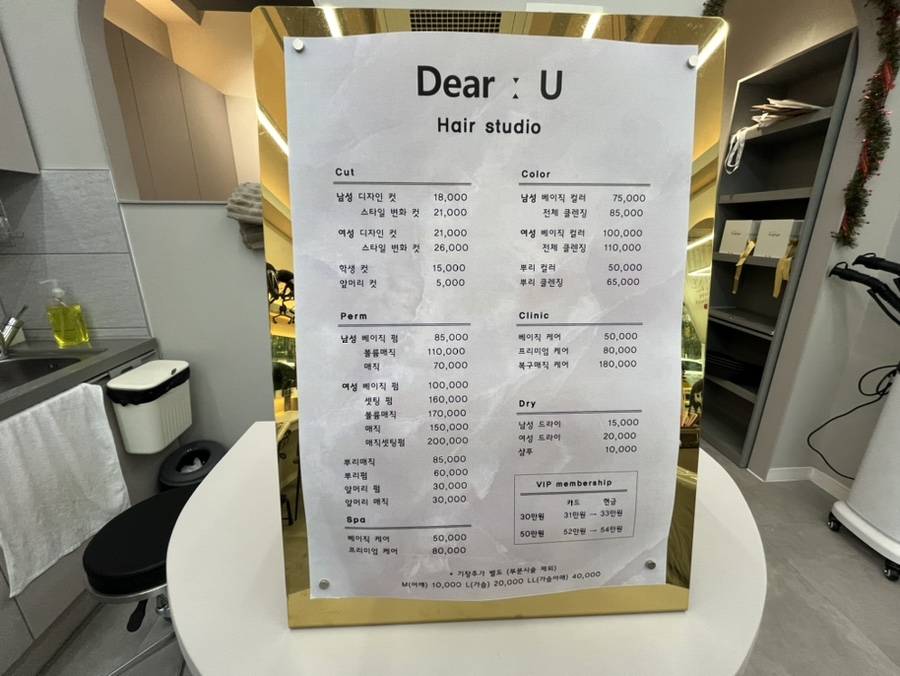 Dear : U
Hair studio
Cut
남성 디자인 컷 18,000
스타일 변화 컷 21,000
여성 디자인 컷 21,000
스타일 변화 컷 26,000
학생 컷 15,000
앞머리 컷 5,000
Perm
남성 베이직 펌 85,000
볼륨매직 110,000
매직 70,000
여성 베이직 펌 100,000
셋팅 펌 160,000
볼륨매직 170,000
매직 150,000
매직셋팅펌 200,000
뿌리매직 85,000
뿌리펌 60,000
앞머리 펌 30,000
앞머리 매직 30,000
Spa
베이직 케어 50,000
프리미엄 케어 80,000
Color
남성 베이직 컬러 75,000
전체 클렌징 85,000
여성 베이직 컬러 100,000
전체 클렌징 110,000
뿌리 컬러 50,000
뿌리 클렌징 65,000
Clinic
베이직 케어 50,000
프리미엄 케어 80,000
복구매직 케어 180,000
Dry
남성 드라이 15,000
여성 드라이 20,000
샴푸 10,000
VIP membership
카드 현금
30만원 31만원 → 33만원
50만원 52만원 → 54만원
* 기장추가 별도 (부분시술 제외)
M(어깨) 10,000 L(가슴) 20,000 LL(가슴아래) 40,000